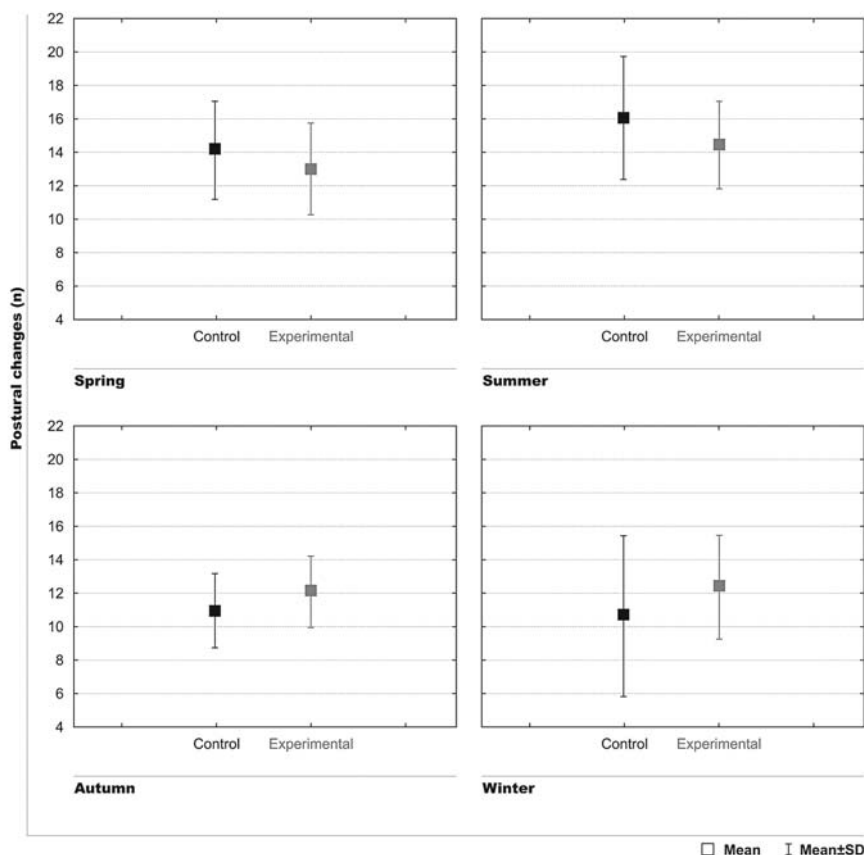 Postural changes (n)
22
20
18
16
14
12
10
8
6
4
Control Experimental
Spring
Control Experimental
Summer
22
20
18
16
14
12
10
8
6
4
Control Experimental
Autumn
Control Experimental
Winter
Mean Mean±SD